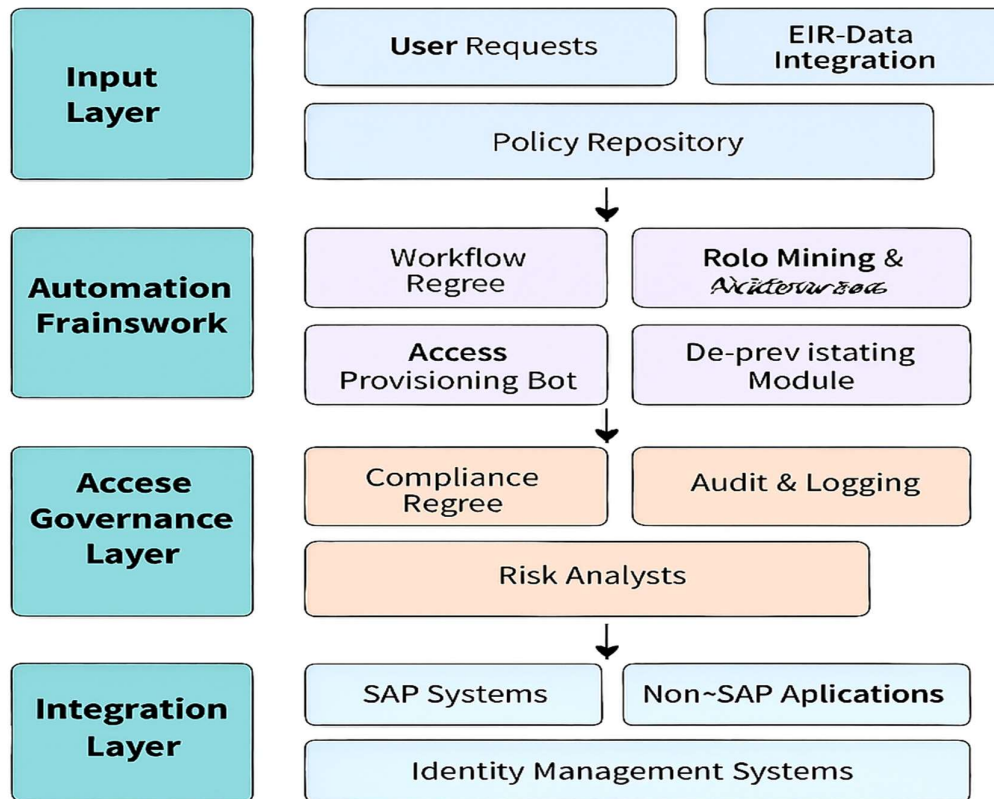 Input
Layer
User Requests
EIR-Data
Integration
Policy Repository
Automation
Frainswork
Workflow
Regree
Rolo Mining &
Access
Provisioning Bot
De-prev istating
Module
Accese
Governance
Layer
Compliance
Regree
Audit & Logging
Risk Analysts
Integration
Layer
SAP Systems
Non~SAP Aplications
Identity Management Systems